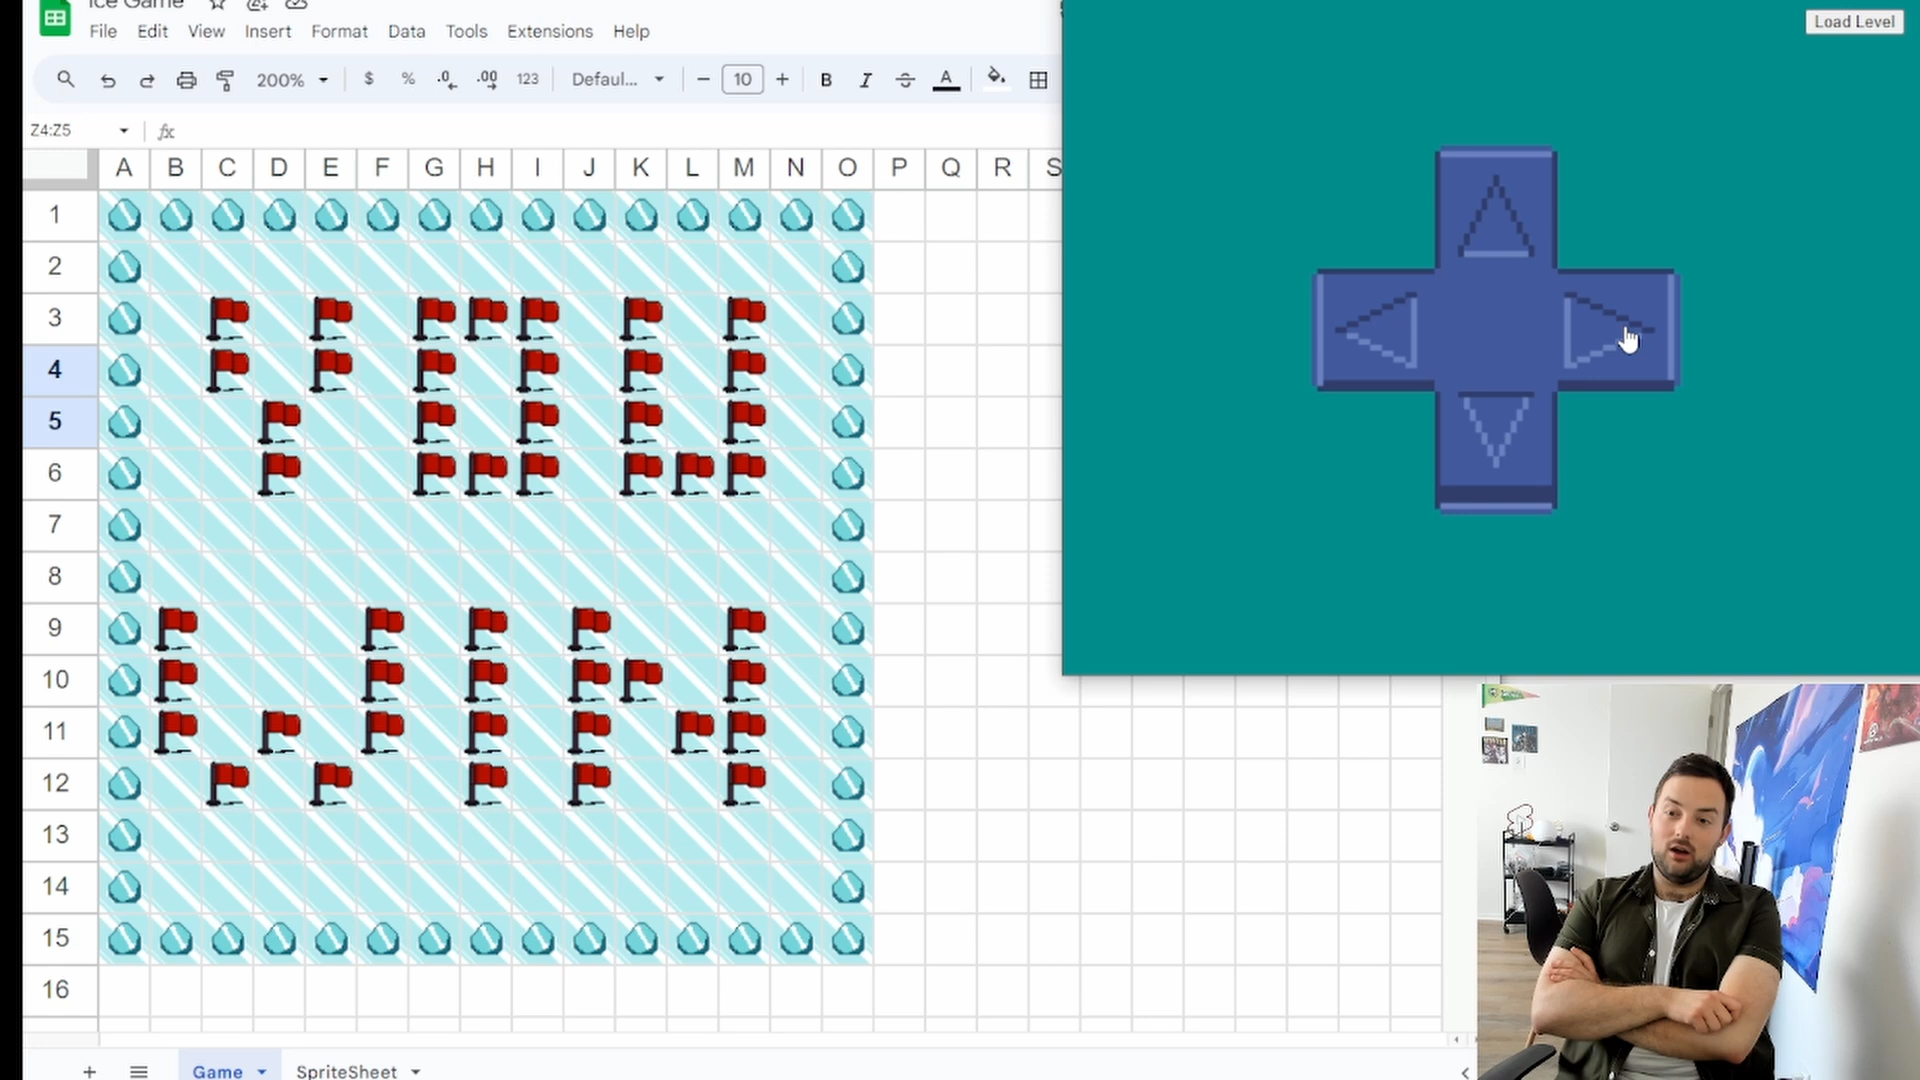 Ice Game
Load Level
File Edit View Insert Format Data Tools Extensions Help
200% $ % .0 .00 123 Defaul... 10 B I S A
Z4:Z5 fx
A B C D E F G H I J K L M N O P Q R S
1
2
3
4
5
6
7
8
9
10
11
12
13
14
15
16
YOU
WIN
Game SpriteSheet